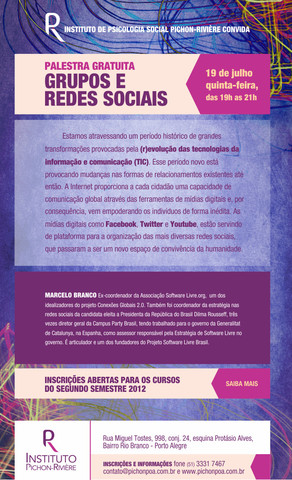 INSTITUTO DE PSICOLOGIA SOCIAL PICHON-RIVIÈRE CONVIDA
PALESTRA GRATUITA
GRUPOS E
REDES SOCIAIS
19 de julho
quinta-feira,
das 19h as 21h
Estamos atravessando um período histórico de grandes
transformações provocadas pela (r)evolução das tecnologias da
informação e comunicação (TIC). Esse período novo está
provocando mudanças nas formas de relacionamentos existentes até
então. A Internet proporciona a cada cidadão uma capacidade de
comunicação global através das ferramentas de mídias digitais e, por
consequência, vem empoderando os indivíduos de forma inédita. As
mídias digitais como Facebook, Twitter e Youtube, estão servindo
de plataforma para a organização das mais diversas redes sociais,
que passaram a ser um novo espaço de convivência da humanidade.
MARCELO BRANCO Ex-coordenador da Associação Software Livre.org, um dos
idealizadores do projeto Conexões Globais 2.0. Também foi coordenador da estratégia nas
redes sociais da candidata eleita a Presidenta da República do Brasil Dilma Rousseff, três
vezes diretor geral da Campus Party Brasil, tendo trabalhado para o governo da Generalitat
de Catalunya, na Espanha, como assessor responsável pela Estratégia de Software Livre no
governo. É articulador e um dos fundadores do Projeto Software Livre Brasil.
INSCRIÇÕES ABERTAS PARA OS CURSOS
DO SEGUNDO SEMESTRE 2012
SAIBA MAIS
INSTITUTO
PICHON-RIVIÈRE
Rua Miguel Tostes, 998, conj. 24, esquina Protásio Alves,
Bairro Rio Branco - Porto Alegre
INSCRIÇÕES E INFORMAÇÕES fone (51) 3331 7467
contato@pichonpoa.com.br e www.pichonpoa.com.br